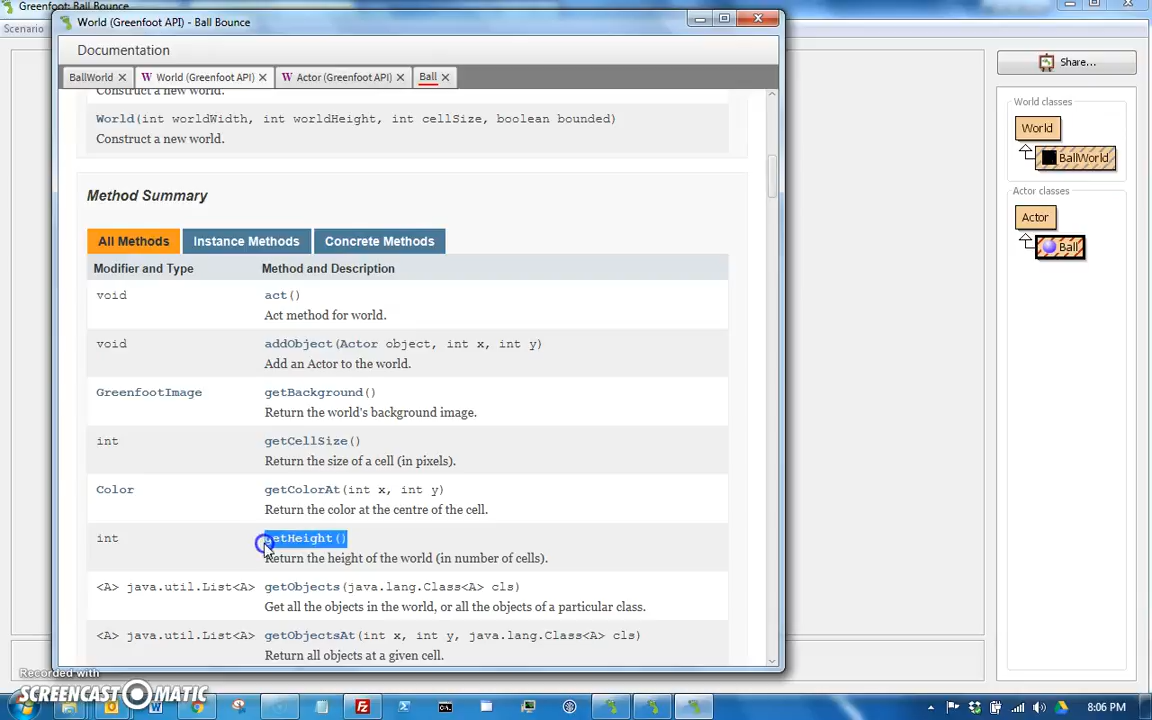 Greenfoot: Ball Bounce
World (Greenfoot API) - Ball Bounce
Scenario
Documentation
BallWorld
World (Greenfoot API)
Actor (Greenfoot API)
Ball
Construct a new world.
World(int worldWidth, int worldHeight, int cellSize, boolean bounded)
Construct a new world.
Method Summary
All Methods
Instance Methods
Concrete Methods
Modifier and Type
Method and Description
void
act()
Act method for world.
void
addObject(Actor object, int x, int y)
Add an Actor to the world.
GreenfootImage
getBackground()
Return the world's background image.
int
getCellSize()
Return the size of a cell (in pixels).
Color
getColorAt(int x, int y)
Return the color at the centre of the cell.
int
getHeight()
Return the height of the world (in number of cells).
<A> java.util.List<A>
getObjects(java.lang.Class<A> cls)
Get all the objects in the world, or all the objects of a particular class.
<A> java.util.List<A>
getObjectsAt(int x, int y, java.lang.Class<A> cls)
Return all objects at a given cell.
Share...
World classes
World
BallWorld
Actor classes
Actor
Ball
Recorded with
SCREENCAST-O-MATIC
8:06 PM